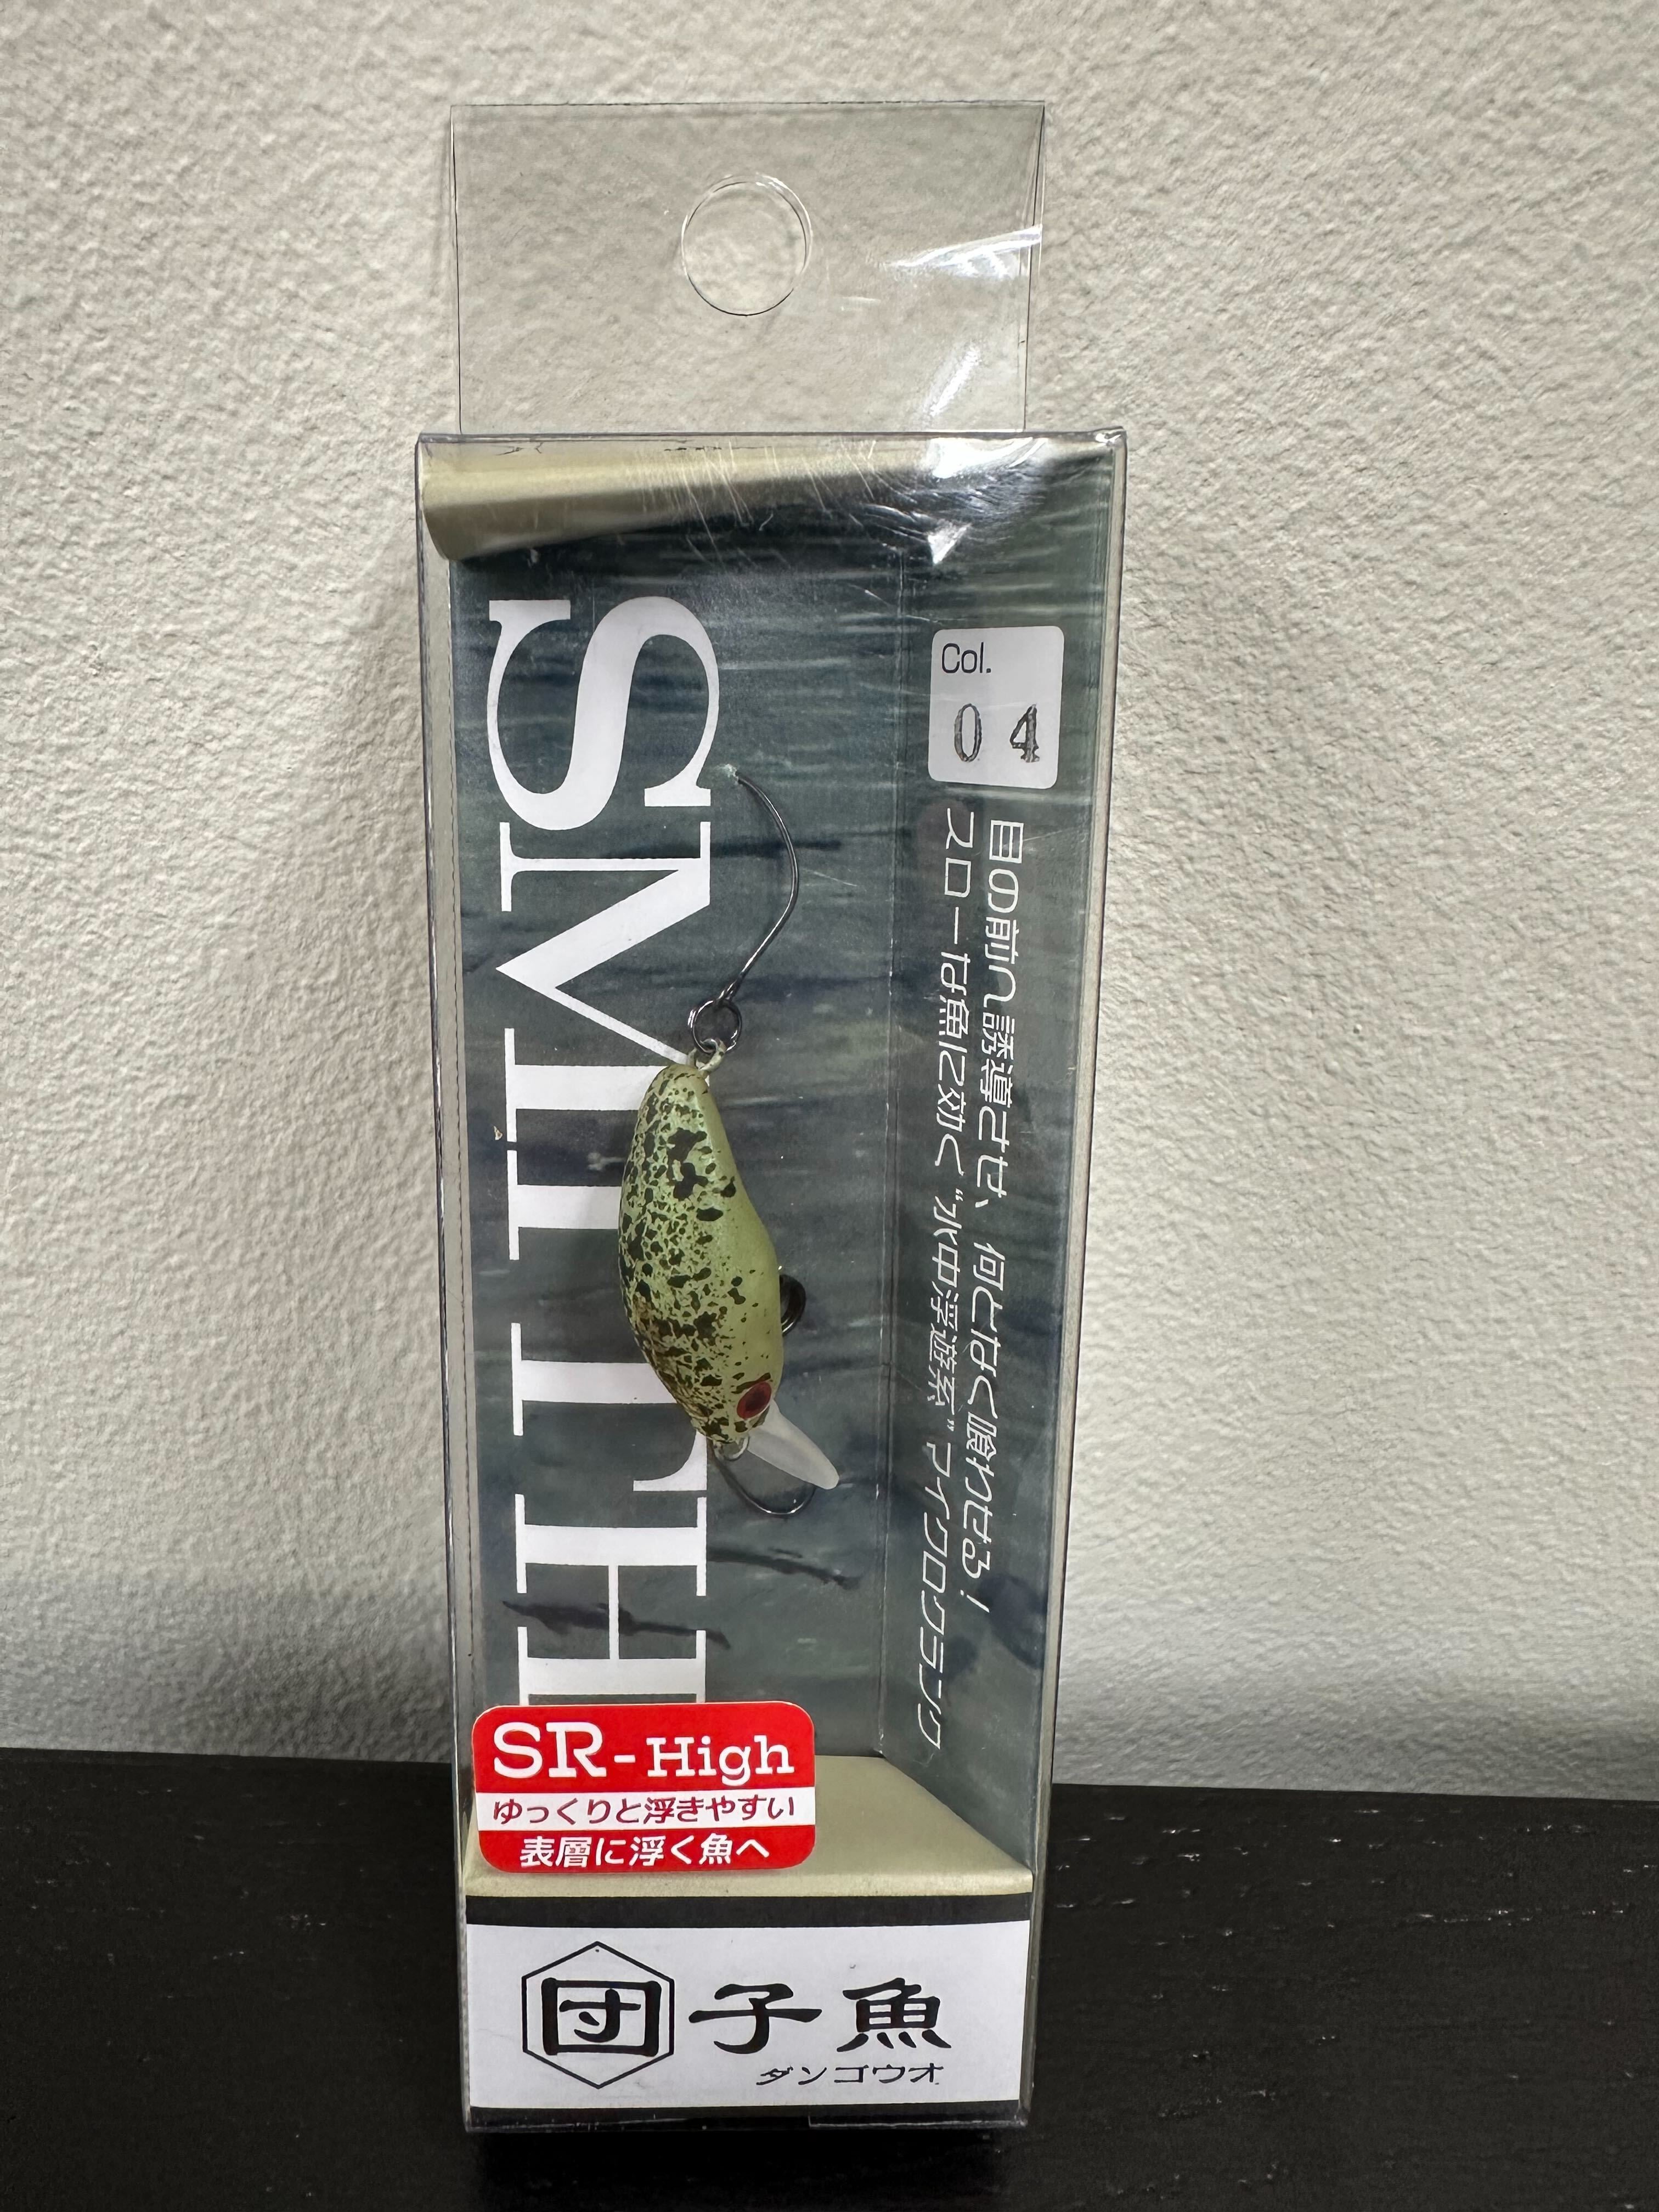 SMITH
Col.
04
目の前へ誘導させ、何となく喰わせる！
スローな魚に効く“水中浮遊系”マイクロクランク
SR-High
ゆっくりと浮きやすい
表層に浮く魚へ
団子魚
ダンゴウオ